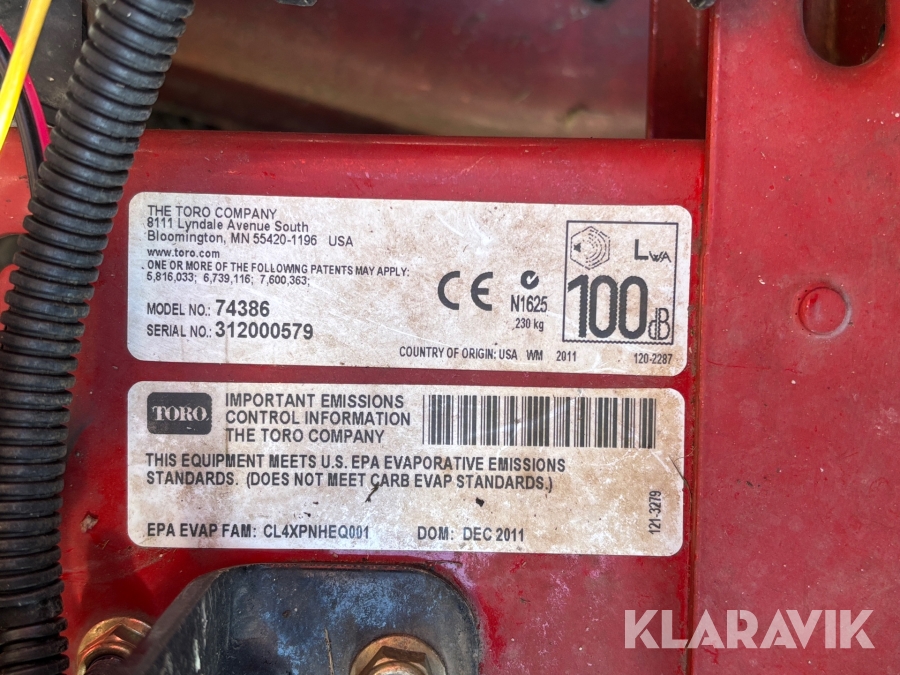 THE TORO COMPANY
8111 Lyndale Avenue South
Bloomington, MN 55420-1196 USA
www.toro.com
ONE OR MORE OF THE FOLLOWING PATENTS MAY APPLY:
5,816,033; 6,739,116; 7,600,363;
MODEL NO.: 74386
SERIAL NO.: 312000579
CE
N1625
230 kg
LWA
100 dB
COUNTRY OF ORIGIN: USA WM 2011
120-2287
TORO
IMPORTANT EMISSIONS
CONTROL INFORMATION
THE TORO COMPANY
THIS EQUIPMENT MEETS U.S. EPA EVAPORATIVE EMISSIONS
STANDARDS. (DOES NOT MEET CARB EVAP STANDARDS.)
EPA EVAP FAM: CL4XPNHEQ001 DOM: DEC 2011
121-3279
KLARAVIK